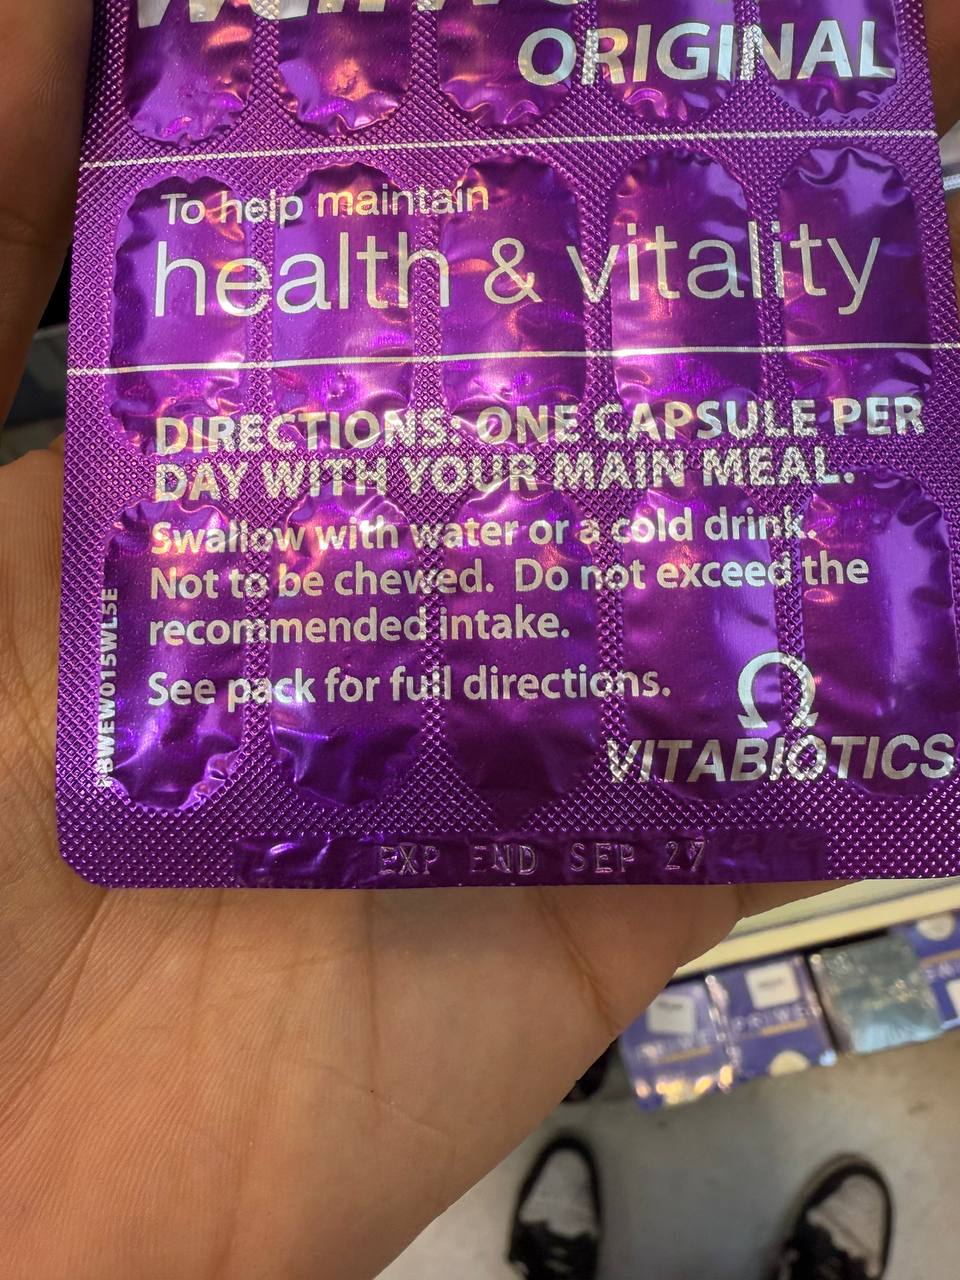 ORIGINAL
To help maintain
health & vitality
DIRECTIONS: ONE CAPSULE PER
DAY WITH YOUR MAIN MEAL.
Swallow with water or a cold drink.
Not to be chewed. Do not exceed the
recommended intake.
See pack for full directions.
VITABIOTICS
EXP END SEP 27